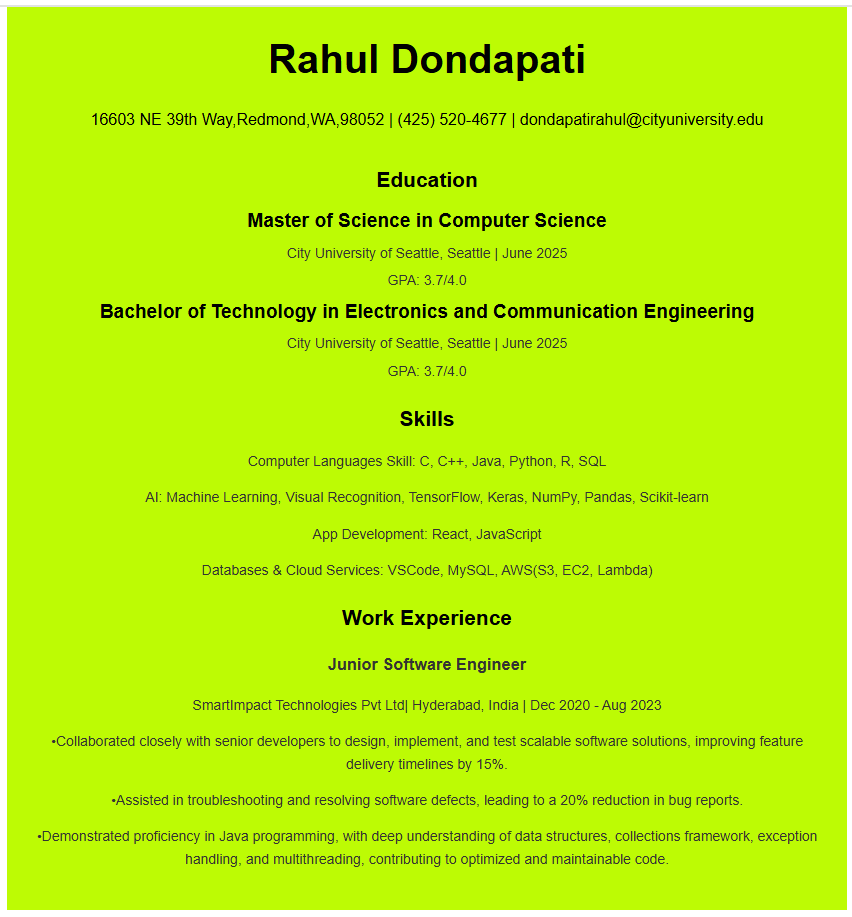 Rahul Dondapati
16603 NE 39th Way,Redmond,WA,98052 | (425) 520-4677 | dondapatirahul@cityuniversity.edu
Education
Master of Science in Computer Science
City University of Seattle, Seattle | June 2025
GPA: 3.7/4.0
Bachelor of Technology in Electronics and Communication Engineering
City University of Seattle, Seattle | June 2025
GPA: 3.7/4.0
Skills
Computer Languages Skill: C, C++, Java, Python, R, SQL
AI: Machine Learning, Visual Recognition, TensorFlow, Keras, NumPy, Pandas, Scikit-learn
App Development: React, JavaScript
Databases & Cloud Services: VSCode, MySQL, AWS(S3, EC2, Lambda)
Work Experience
Junior Software Engineer
SmartImpact Technologies Pvt Ltd| Hyderabad, India | Dec 2020 - Aug 2023
•Collaborated closely with senior developers to design, implement, and test scalable software solutions, improving feature
delivery timelines by 15%.
•Assisted in troubleshooting and resolving software defects, leading to a 20% reduction in bug reports.
•Demonstrated proficiency in Java programming, with deep understanding of data structures, collections framework, exception
handling, and multithreading, contributing to optimized and maintainable code.